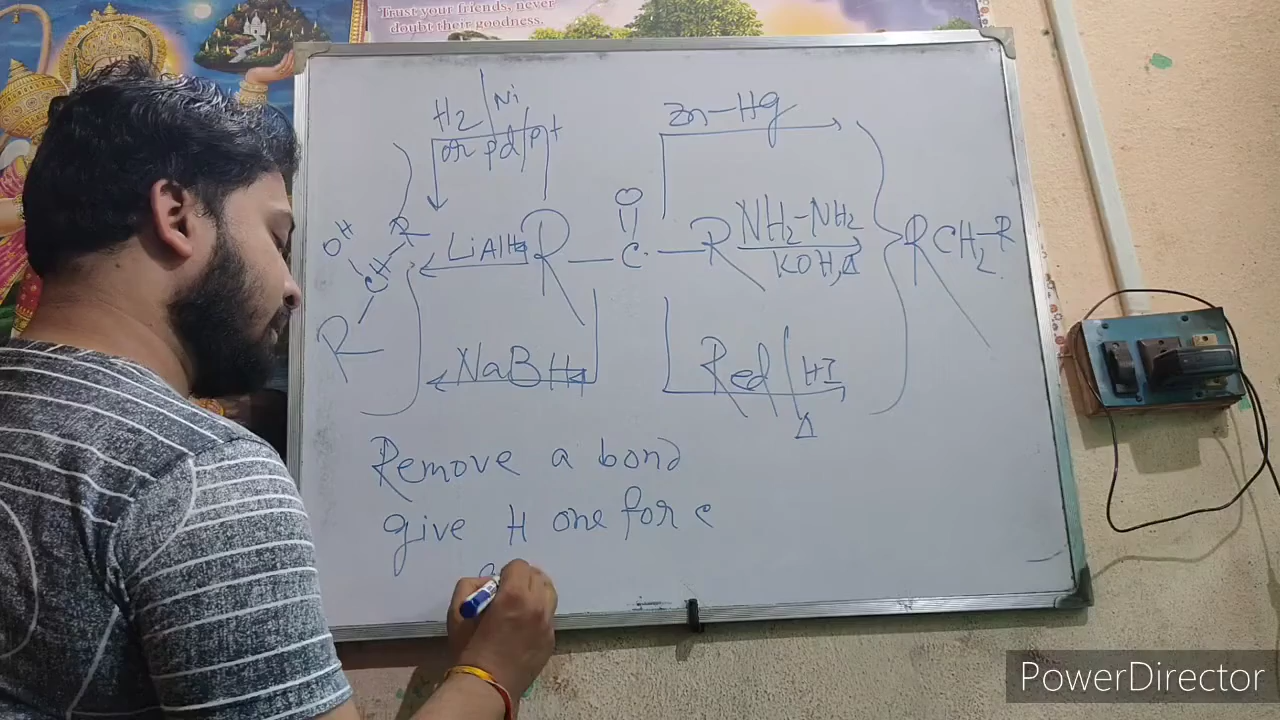 Trust your friends, never
doubt their goodness.
H2/Ni
or pd/pt
Zn-Hg
O
OH
R
LiAlH4
R
C
R
NH2-NH2
KOH, Δ
RCH2-R
CH
R
NaBH4
Red/HI
Δ
Remove a bond
give H one for c
PowerDirector